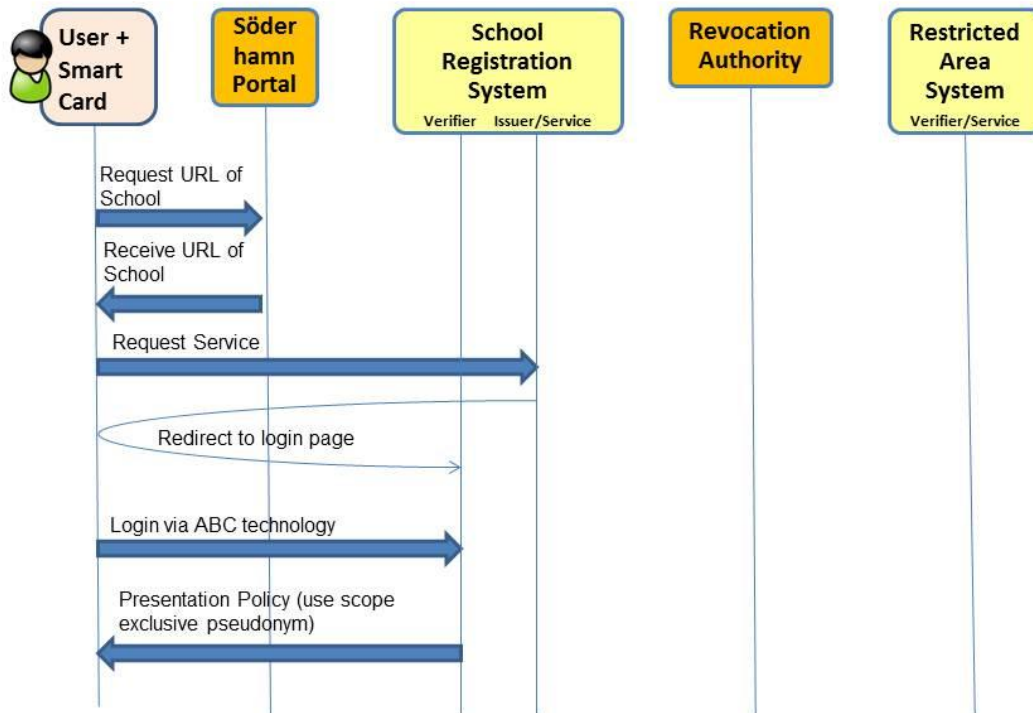 User +
Smart
Card
Söder
hamn
Portal
School
Registration
System
Verifier Issuer/Service
Revocation
Authority
Restricted
Area
System
Verifier/Service
Request URL of
School
Receive URL of
School
Request Service
Redirect to login page
Login via ABC technology
Presentation Policy (use scope
exclusive pseudonym)